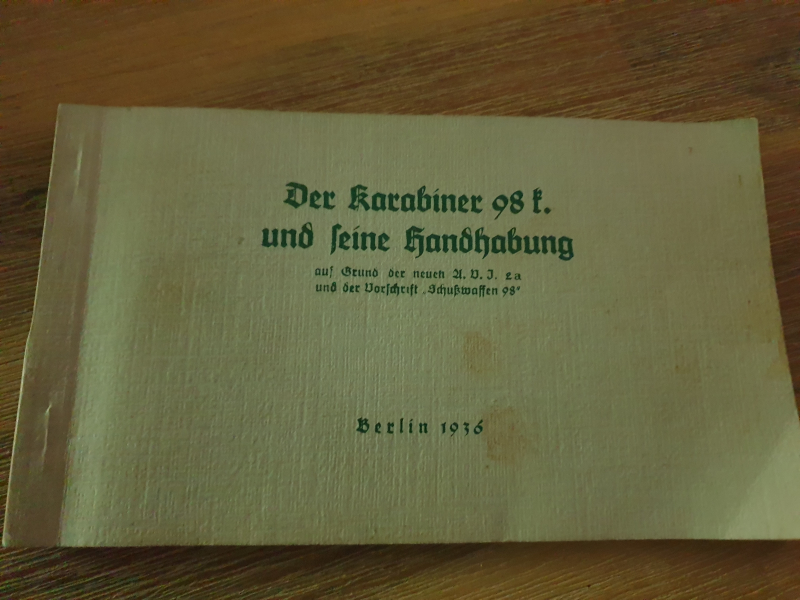 Der Karabiner 98 k.
und seine Handhabung
auf Grund der neuen A. V. I. 2a
und der Vorschrift „Schußwaffen 98“
Berlin 1936